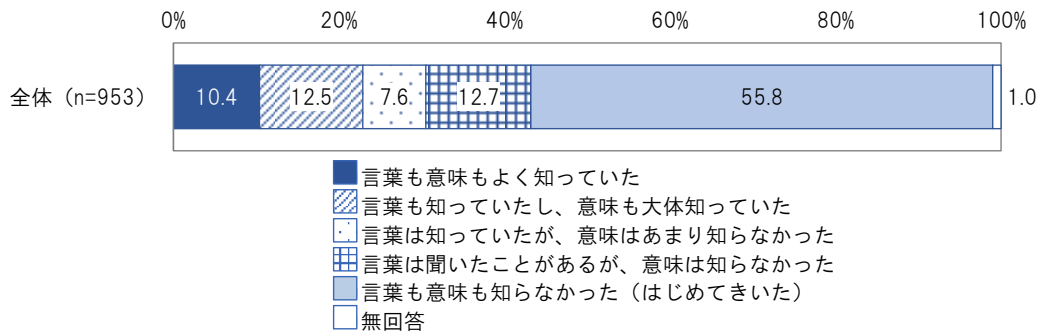 0% 20% 40% 60% 80% 100%
全体（n=953） 10.4 12.5 7.6 12.7 55.8 1.0
言葉も意味もよく知っていた
言葉も知っていたし、意味も大体知っていた
言葉は知っていたが、意味はあまり知らなかった
言葉は聞いたことがあるが、意味は知らなかった
言葉も意味も知らなかった（はじめてきいた）
無回答